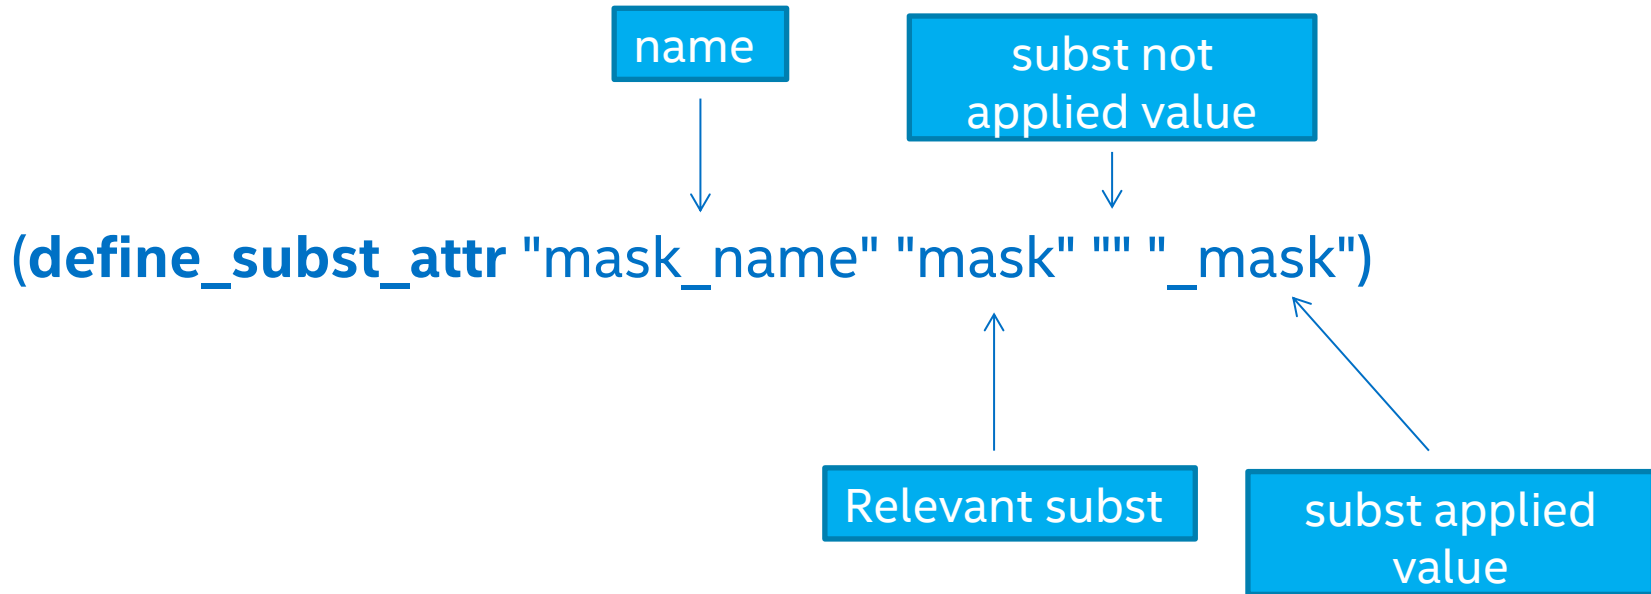 name
subst not
applied value
(define_subst_attr "mask_name" "mask" "" "_mask")
Relevant subst
subst applied
value